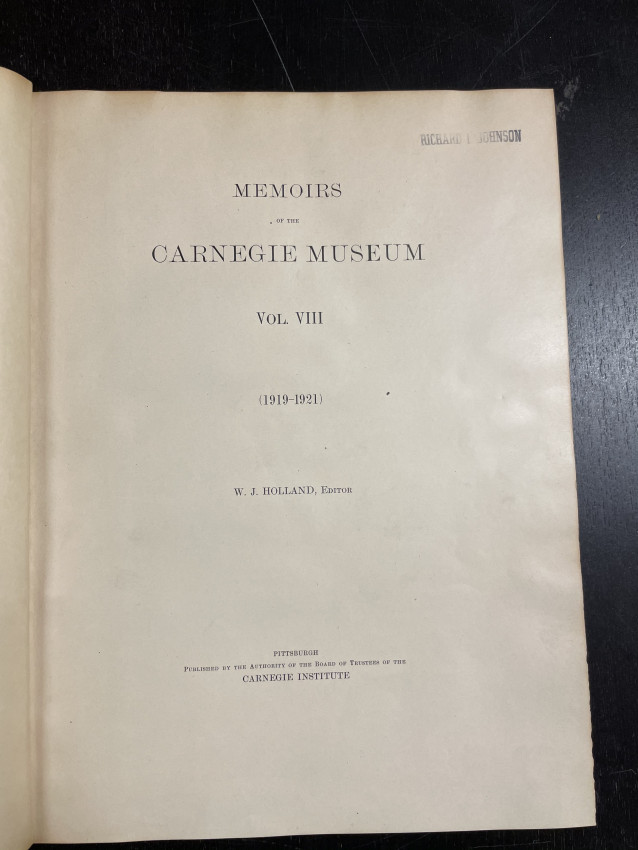 RICHARD I JOHNSON
MEMOIRS
OF THE
CARNEGIE MUSEUM
VOL. VIII
(1919-1921)
W. J. HOLLAND, EDITOR
PITTSBURGH
PUBLISHED BY THE AUTHORITY OF THE BOARD OF TRUSTEES OF THE
CARNEGIE INSTITUTE